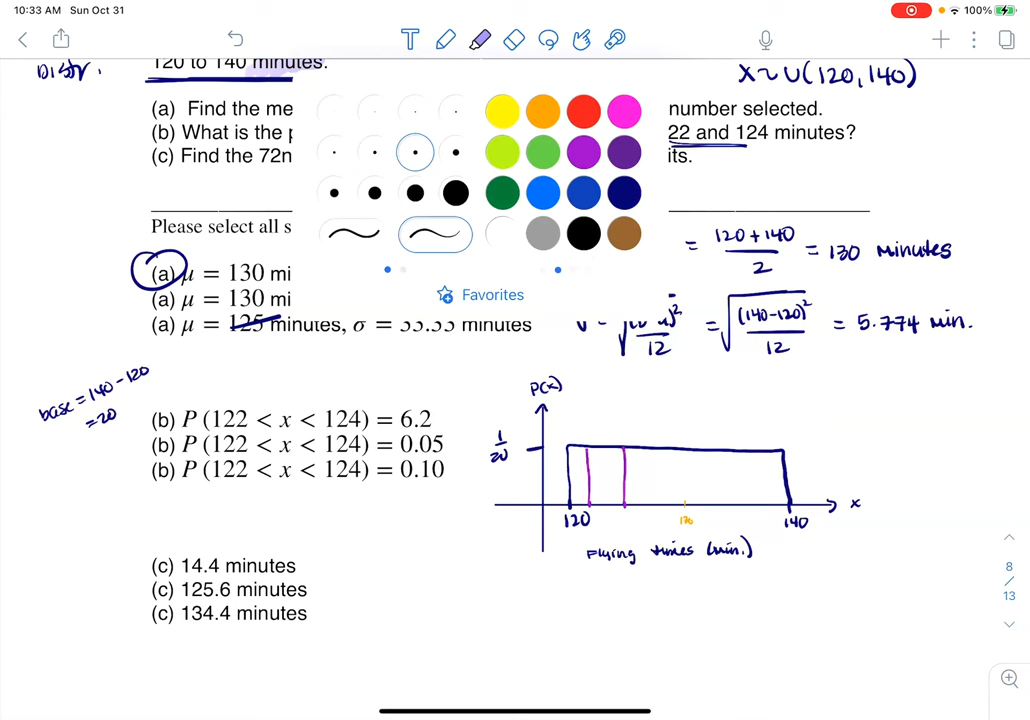 10:33 AM Sun Oct 31
100%
T
Distr.
120 to 140 minutes.
X~U(120,140)
(a) Find the me
number selected.
(b) What is the p
22 and 124 minutes?
(c) Find the 72n
its.
Please select all s
= 120+140 / 2 = 130 minutes
(a) μ = 130 mi
Favorites
(a) μ = 130 mi
(a) μ = 125 minutes, σ = 33.33 minutes
12
= √(140-120)² / 12 = 5.774 min.
base = 140-120
= 20
P(x)
(b) P (122 < x < 124) = 6.2
(b) P (122 < x < 124) = 0.05
(b) P (122 < x < 124) = 0.10
1/20
120
130
140
x
Flying times (min.)
(c) 14.4 minutes
(c) 125.6 minutes
(c) 134.4 minutes
8
/
13